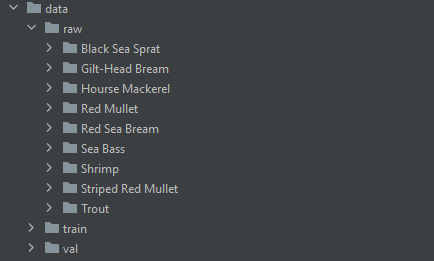 data
raw
Black Sea Sprat
Gilt-Head Bream
Hourse Mackerel
Red Mullet
Red Sea Bream
Sea Bass
Shrimp
Striped Red Mullet
Trout
train
val